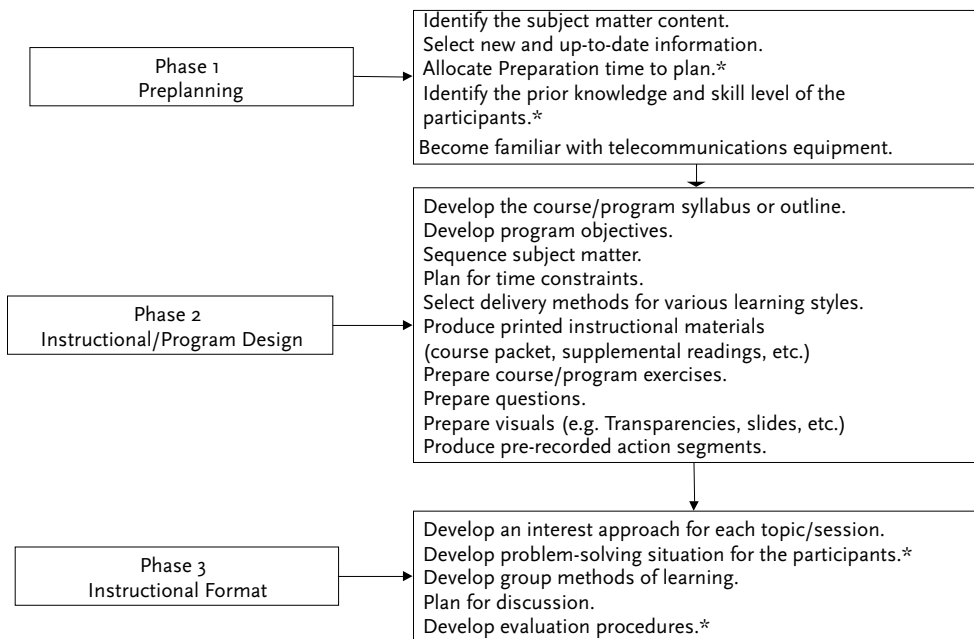 Phase 1
Preplanning
Identify the subject matter content.
Select new and up-to-date information.
Allocate Preparation time to plan.*
Identify the prior knowledge and skill level of the
participants.*
Become familiar with telecommunications equipment.
Phase 2
Instructional/Program Design
Develop the course/program syllabus or outline.
Develop program objectives.
Sequence subject matter.
Plan for time constraints.
Select delivery methods for various learning styles.
Produce printed instructional materials
(course packet, supplemental readings, etc.)
Prepare course/program exercises.
Prepare questions.
Prepare visuals (e.g. Transparencies, slides, etc.)
Produce pre-recorded action segments.
Phase 3
Instructional Format
Develop an interest approach for each topic/session.
Develop problem-solving situation for the participants.*
Develop group methods of learning.
Plan for discussion.
Develop evaluation procedures.*